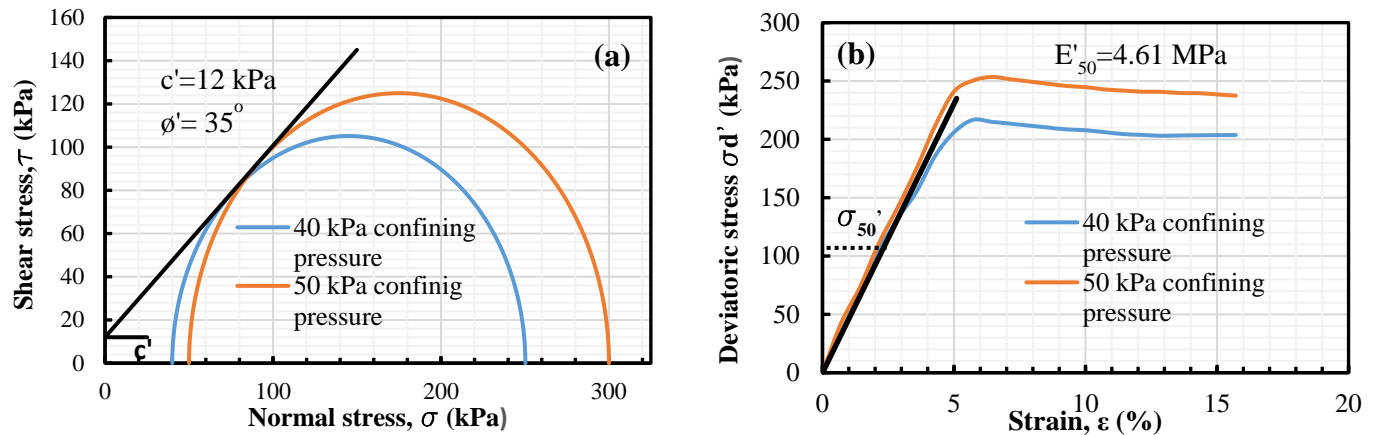 160
140
120
100
80
60
40
20
0
Shear stress,τ (kPa)
(a)
c'=12 kPa
ø'= 35°
40 kPa confining
pressure
50 kPa confinig
pressure
c'
0 100 200 300
Normal stress, σ (kPa)
300
250
200
150
100
50
0
Deviatoric stress σd’ (kPa)
(b)
E'50=4.61 MPa
σ50’
40 kPa confining
pressure
50 kPa confining
pressure
0 5 10 15 20
Strain, ε (%)